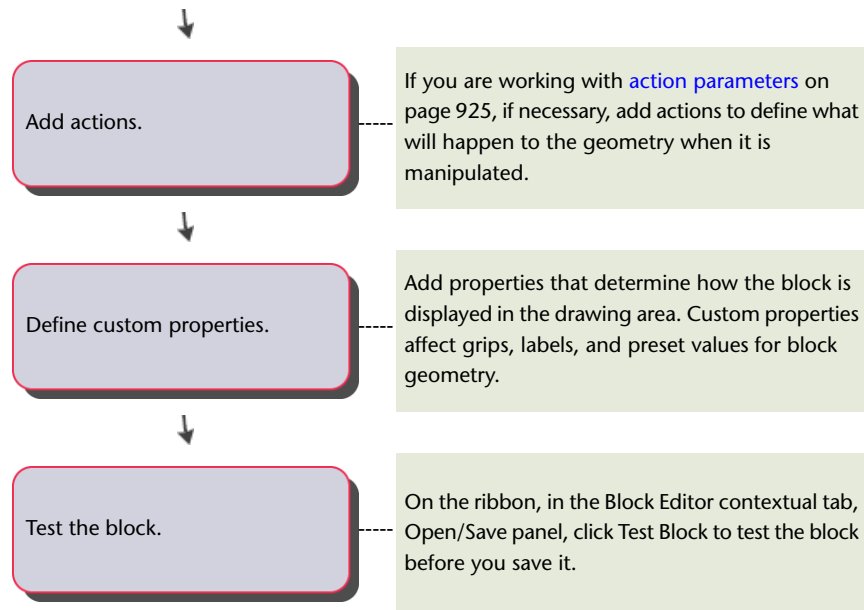 Add actions.
If you are working with action parameters on
page 925, if necessary, add actions to define what
will happen to the geometry when it is
manipulated.
Define custom properties.
Add properties that determine how the block is
displayed in the drawing area. Custom properties
affect grips, labels, and preset values for block
geometry.
Test the block.
On the ribbon, in the Block Editor contextual tab,
Open/Save panel, click Test Block to test the block
before you save it.